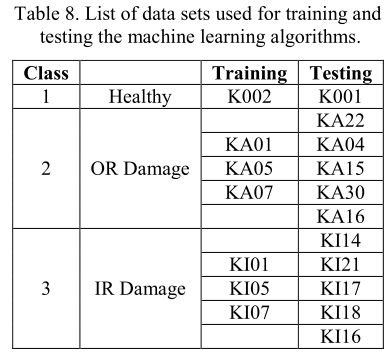 Table 8. List of data sets used for training and
testing the machine learning algorithms.
Class Training Testing
1 Healthy K002 K001
KA22
KA01 KA04
2 OR Damage KA05 KA15
KA07 KA30
KA16
KI14
KI01 KI21
3 IR Damage KI05 KI17
KI07 KI18
KI16